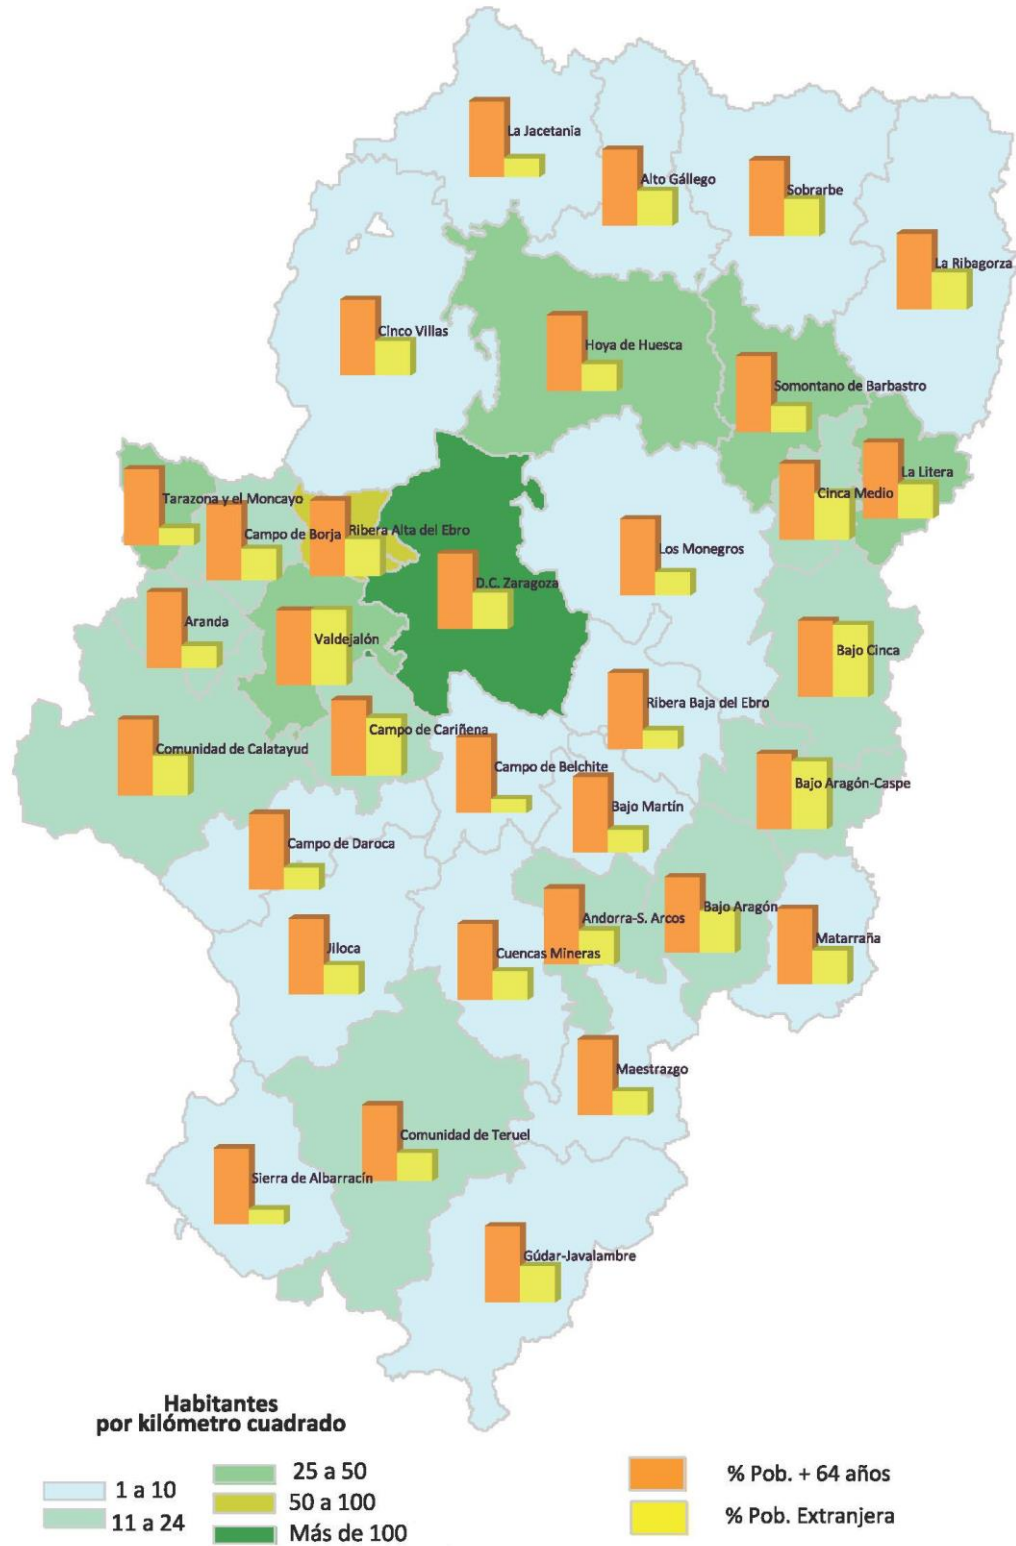 La Jacetania
Alto Gállego
Sobrarbe
La Ribagorza
Cinco Villas
Hoya de Huesca
Somontano de Barbastro
La Litera
Cinca Medio
Tarazona y el Moncayo
Campo de Borja
Ribera Alta del Ebro
Los Monegros
D.C. Zaragoza
Aranda
Valdejalón
Bajo Cinca
Ribera Baja del Ebro
Campo de Cariñena
Comunidad de Calatayud
Campo de Belchite
Bajo Aragón-Caspe
Bajo Martín
Campo de Daroca
Bajo Aragón
Andorra-S. Arcos
Matarraña
Jiloca
Cuencas Mineras
Maestrazgo
Comunidad de Teruel
Sierra de Albarracín
Gúdar-Javalambre
Habitantes
por kilómetro cuadrado
1 a 10
11 a 24
25 a 50
50 a 100
Más de 100
% Pob. + 64 años
% Pob. Extranjera